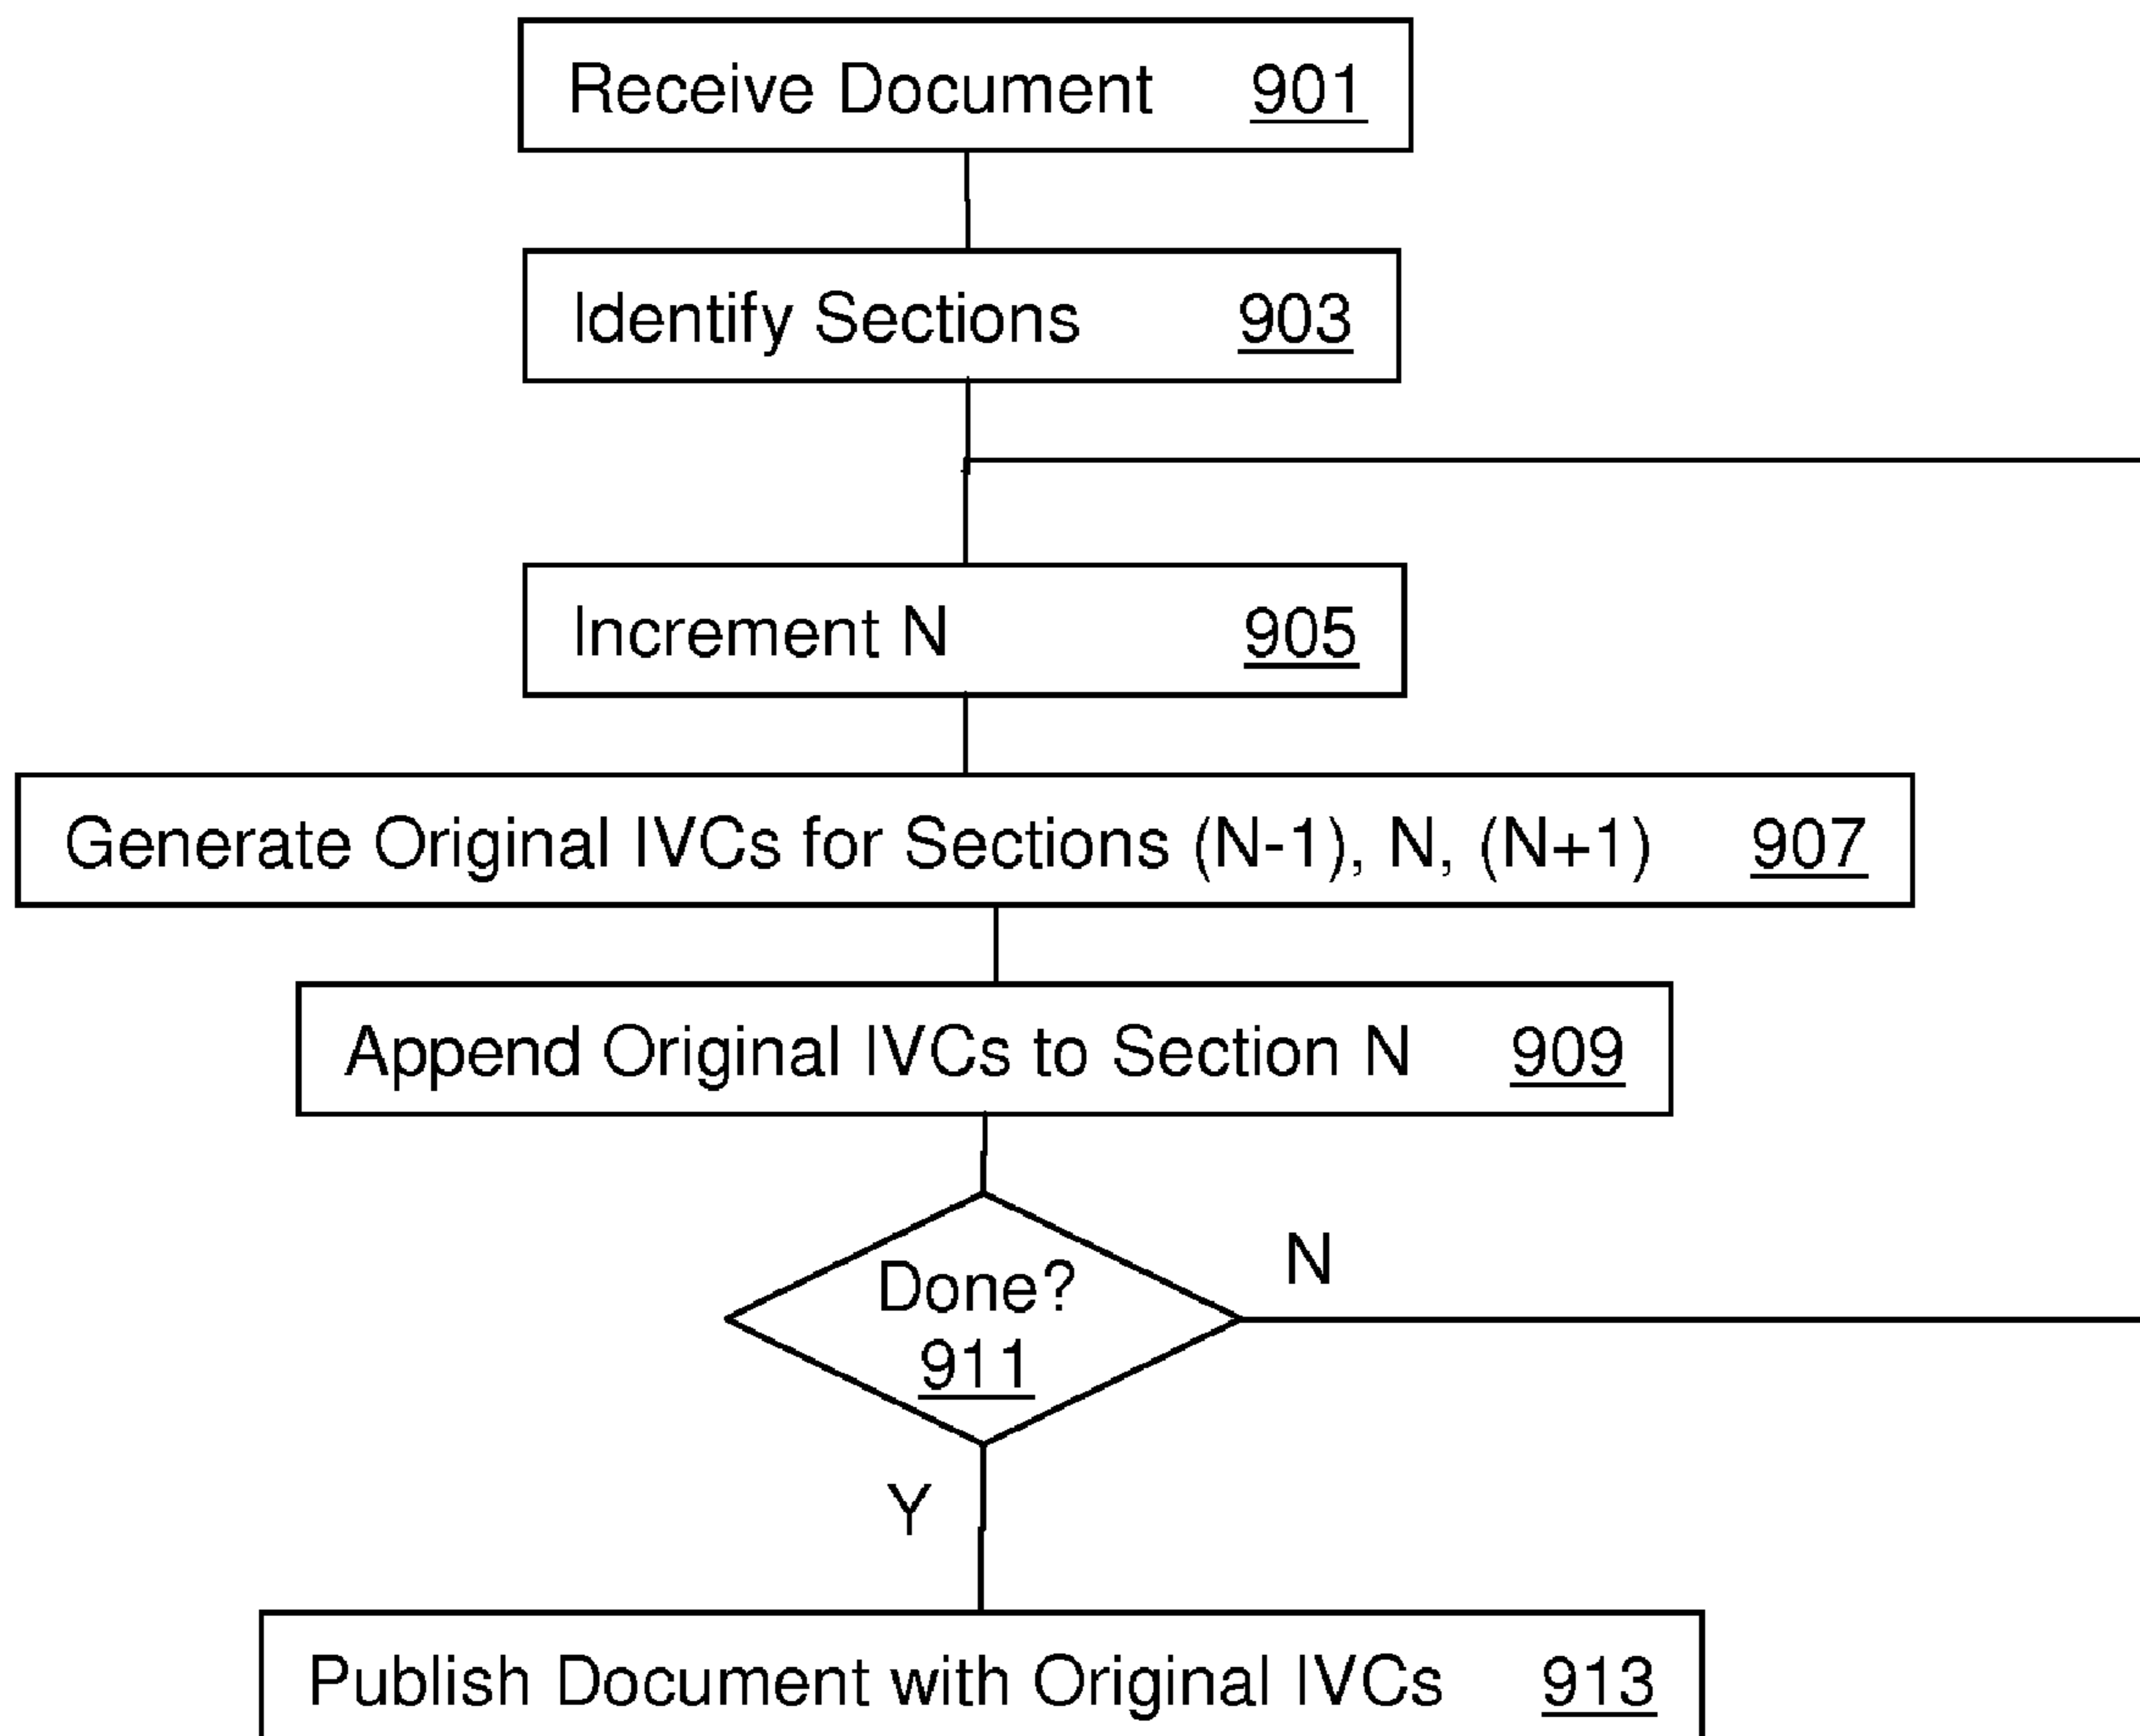 Receive Document 901
Identify Sections 903
Increment N 905
Generate Original IVCs for Sections (N-1), N, (N+1) 907
Append Original IVCs to Section N 909
Done?
911
N
Y
Publish Document with Original IVCs 913